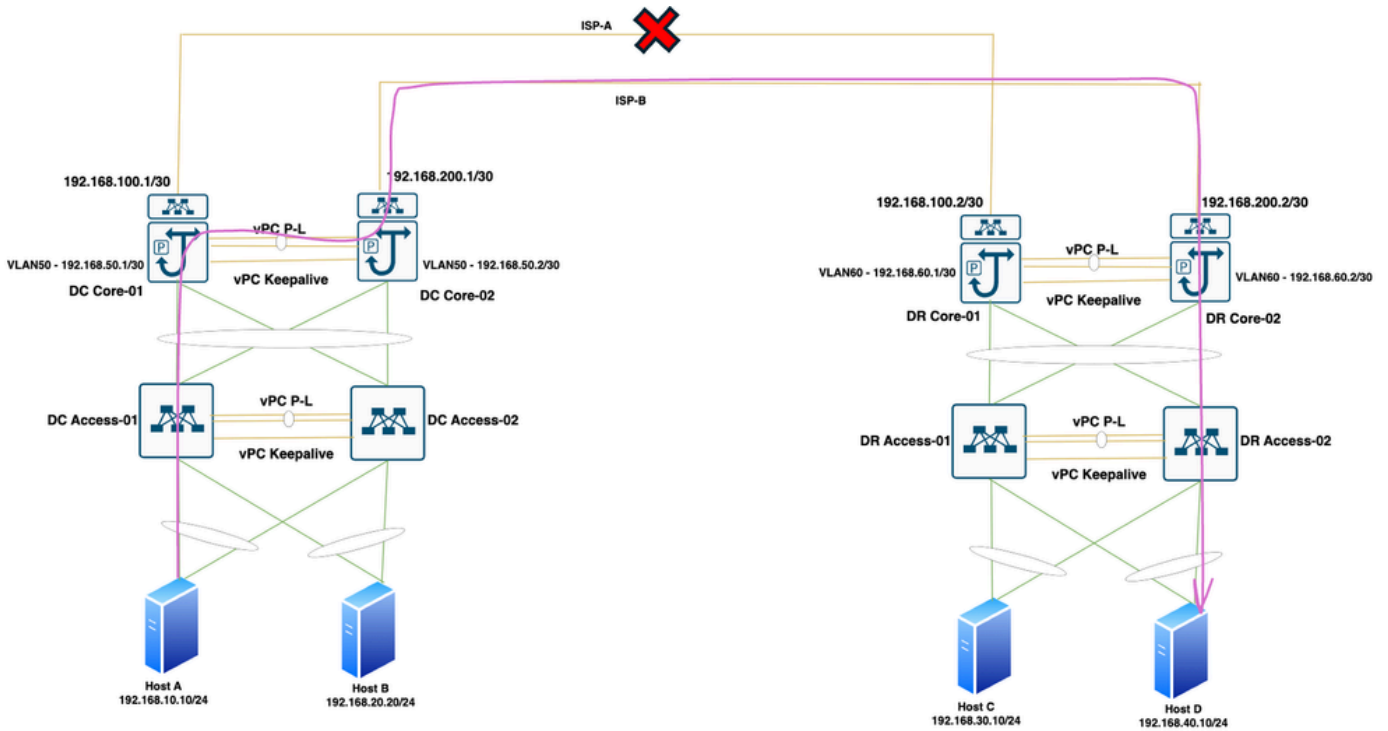 ISP-A
ISP-B
192.168.100.1/30
192.168.200.1/30
P
vPC P-L
P
VLAN50 - 192.168.50.1/30
vPC Keepalive
VLAN50 - 192.168.50.2/30
DC Core-01
DC Core-02
192.168.100.2/30
192.168.200.2/30
P
vPC P-L
P
VLAN60 - 192.168.60.1/30
vPC Keepalive
VLAN60 - 192.168.60.2/30
DR Core-01
DR Core-02
DC Access-01
vPC P-L
DC Access-02
vPC Keepalive
DR Access-01
vPC P-L
DR Access-02
vPC Keepalive
Host A
192.168.10.10/24
Host B
192.168.20.20/24
Host C
192.168.30.10/24
Host D
192.168.40.10/24